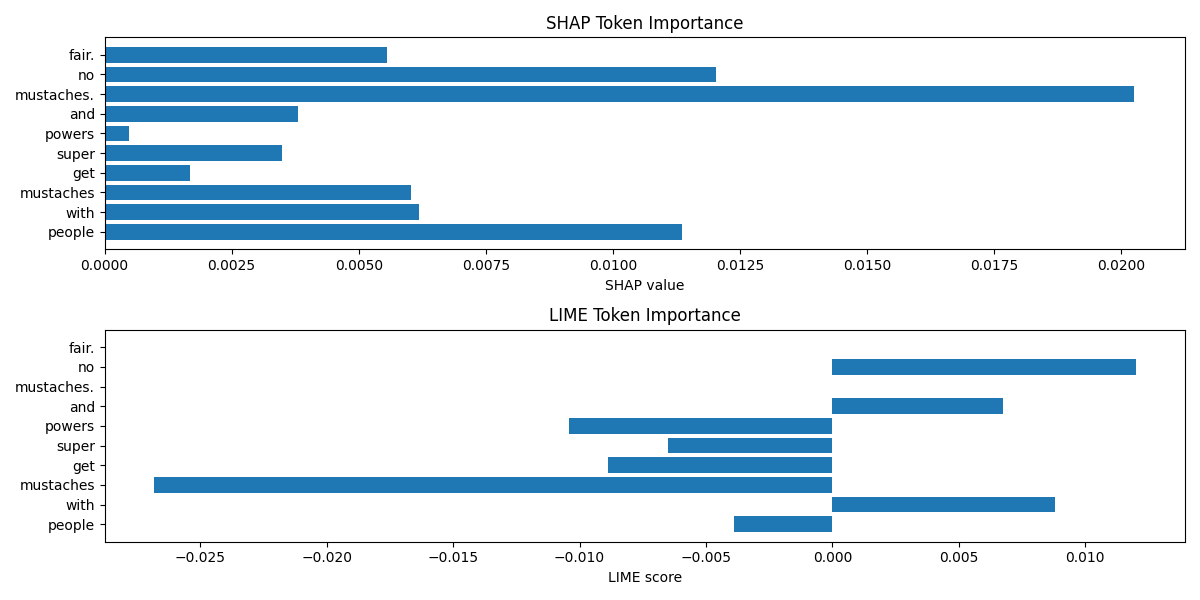 SHAP Token Importance
fair.
no
mustaches.
and
powers
super
get
mustaches
with
people
0.0000 0.0025 0.0050 0.0075 0.0100 0.0125 0.0150 0.0175 0.0200
SHAP value
LIME Token Importance
fair.
no
mustaches.
and
powers
super
get
mustaches
with
people
−0.025 −0.020 −0.015 −0.010 −0.005 0.000 0.005 0.010
LIME score